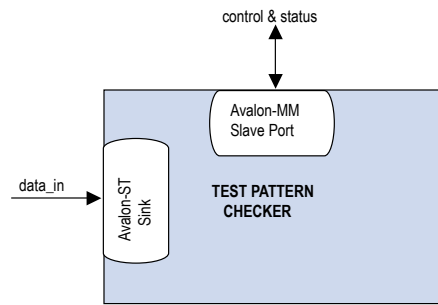 control & status
Avalon-MM
Slave Port
data_in
Avalon-ST
Sink
TEST PATTERN
CHECKER